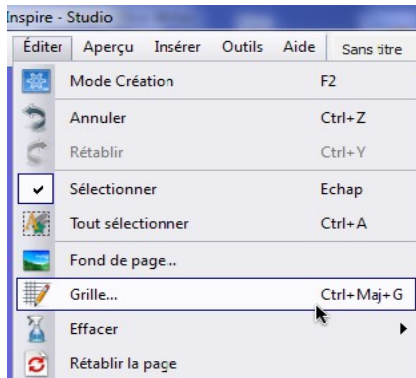 Inspire - Studio
Éditer Aperçu Insérer Outils Aide Sans titre
Mode Création F2
Annuler Ctrl+Z
Rétablir Ctrl+Y
Sélectionner Echap
Tout sélectionner Ctrl+A
Fond de page...
Grille... Ctrl+Maj+G
Effacer
Rétablir la page